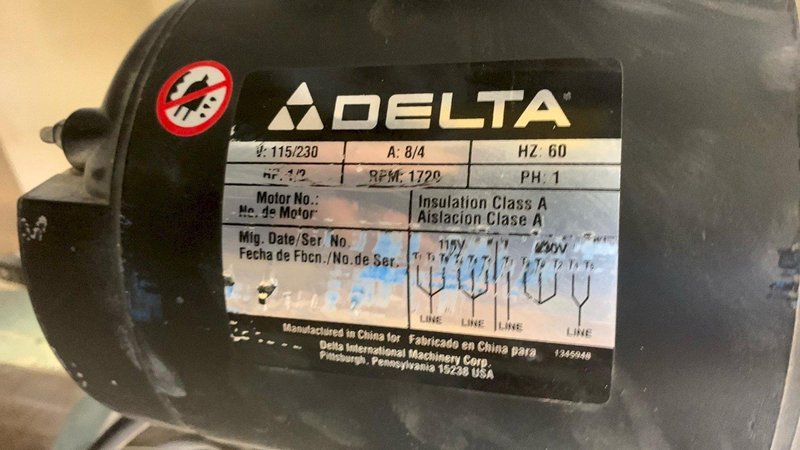 DELTA
V: 115/230 A: 8/4 HZ: 60
HP: 1/2 RPM: 1720 PH: 1
Motor No.:
No. de Motor:
Insulation Class A
Aislacion Clase A
Mfg. Date/Ser. No.
Fecha de Fbcn./No. de Ser.
115V 230V
LINE LINE LINE LINE
Manufactured in China for Fabricado en China para
Delta International Machinery Corp.
Pittsburgh, Pennsylvania 15238 USA
1345948